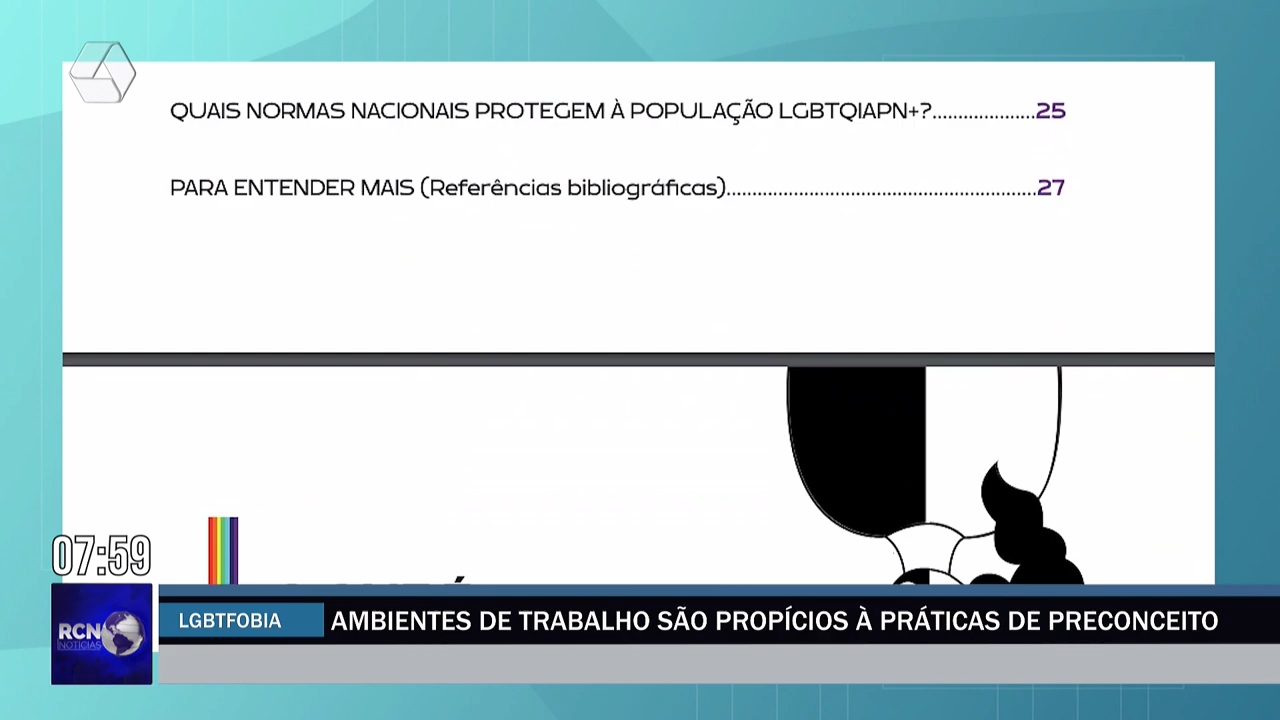 QUAIS NORMAS NACIONAIS PROTEGEM À POPULAÇÃO LGBTQIAPN+?....................25
PARA ENTENDER MAIS (Referências bibliográficas)............................................................27
07:59
RCN
NOTÍCIAS
LGBTFOBIA
AMBIENTES DE TRABALHO SÃO PROPÍCIOS À PRÁTICAS DE PRECONCEITO